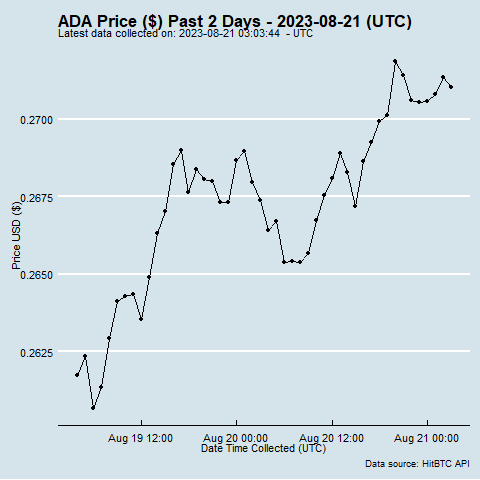 ADA Price ($) Past 2 Days - 2023-08-21 (UTC)
Latest data collected on: 2023-08-21 03:03:44 - UTC
Price USD ($)
0.2700
0.2675
0.2650
0.2625
Aug 19 12:00
Aug 20 00:00
Aug 20 12:00
Aug 21 00:00
Date Time Collected (UTC)
Data source: HitBTC API